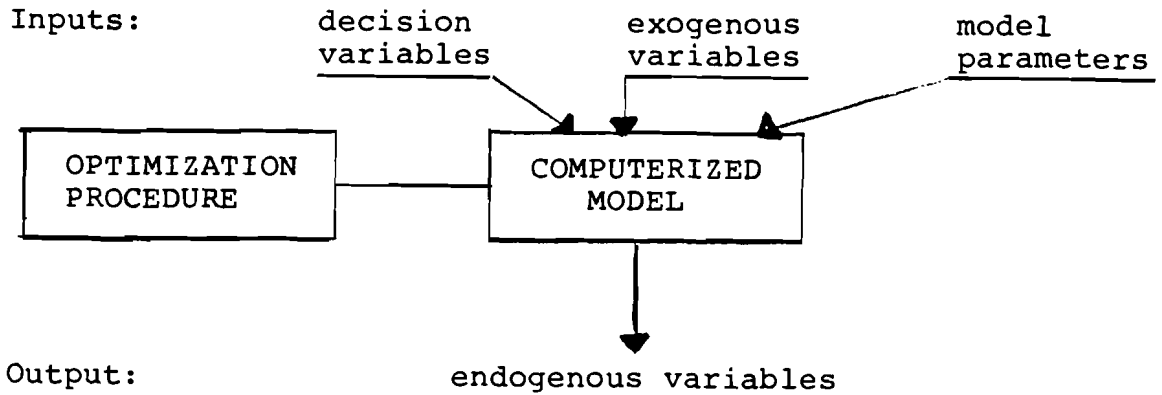 Inputs:
decision
variables
exogenous
variables
model
parameters
OPTIMIZATION
PROCEDURE
COMPUTERIZED
MODEL
Output:
endogenous variables